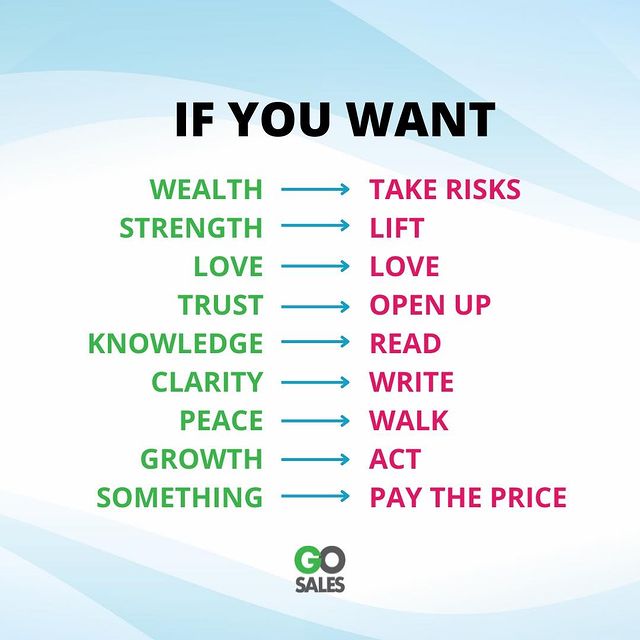 IF YOU WANT
WEALTH → TAKE RISKS
STRENGTH → LIFT
LOVE → LOVE
TRUST → OPEN UP
KNOWLEDGE → READ
CLARITY → WRITE
PEACE → WALK
GROWTH → ACT
SOMETHING → PAY THE PRICE
GO
SALES